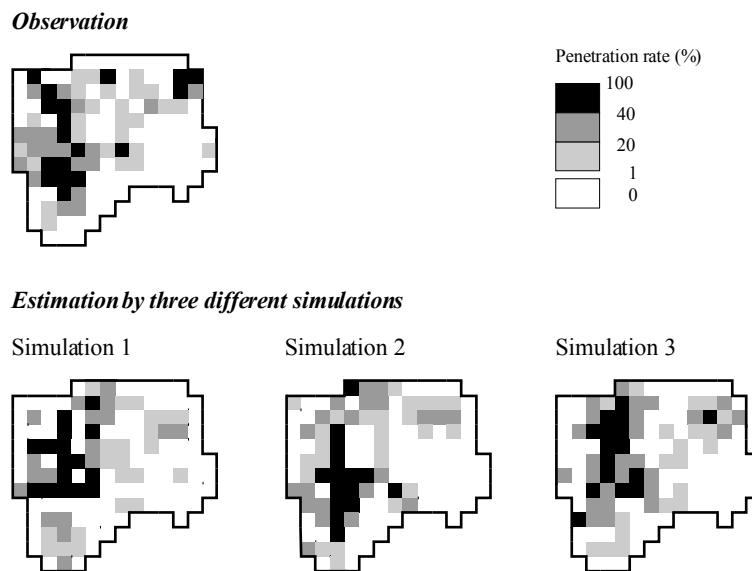 Observation
Penetration rate (%)
100
40
20
1
0
Estimation by three different simulations
Simulation 1
Simulation 2
Simulation 3